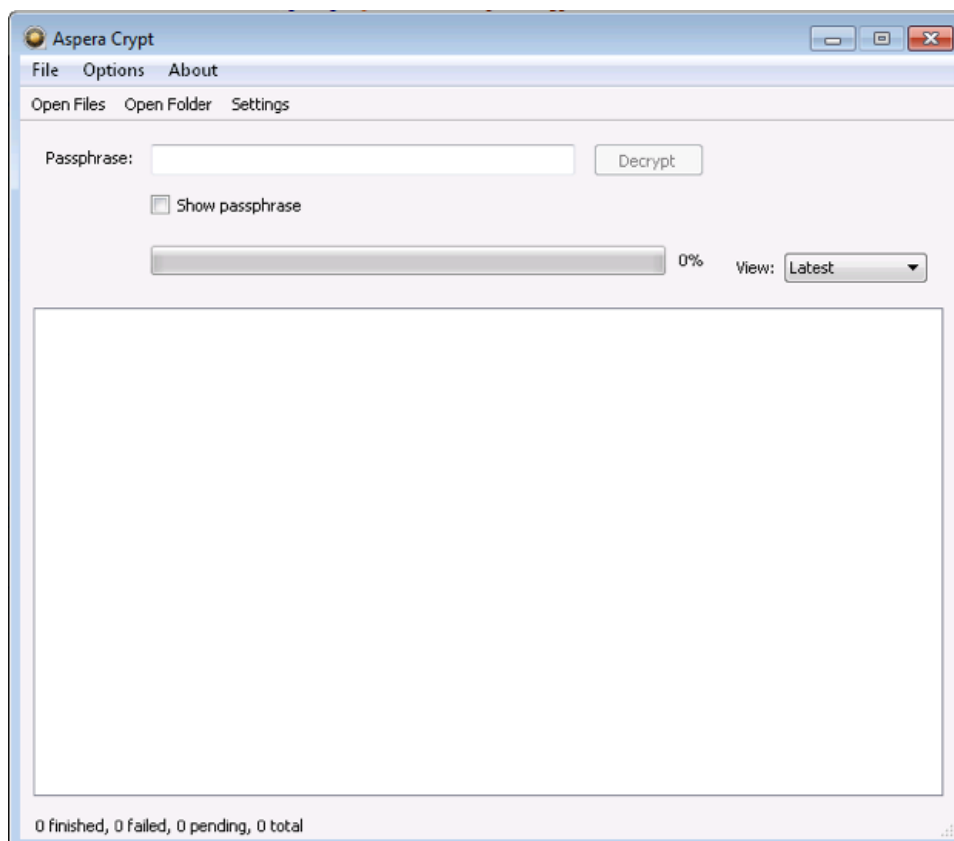 Aspera Crypt
File Options About
Open Files Open Folder Settings
Passphrase: Decrypt
Show passphrase
0% View: Latest
0 finished, 0 failed, 0 pending, 0 total